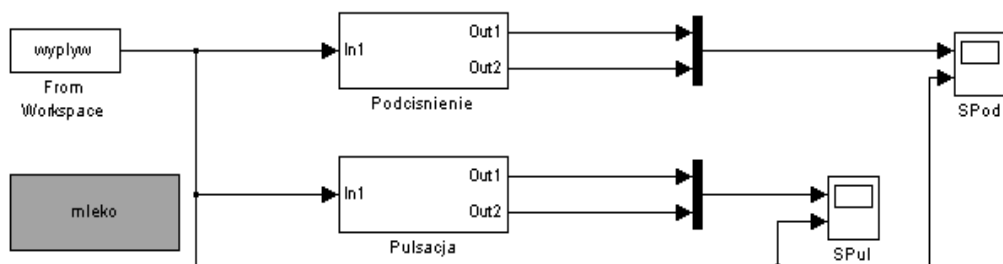 wyplyw
From
Workspace
In1
Out1
Out2
Podcisnienie
SPod
mleko
In1
Out1
Out2
Pulsacja
SPul